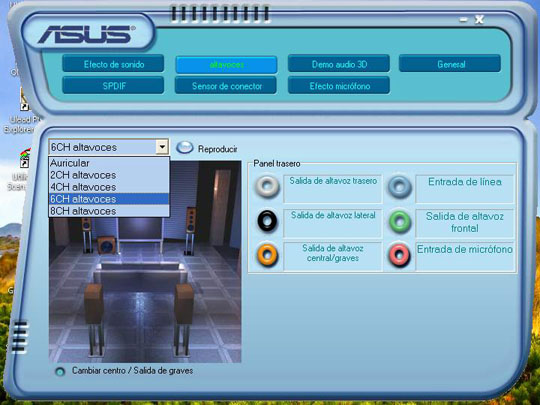 ASUS®
Efecto de sonido
altavoces
Demo audio 3D
General
SPDIF
Sensor de conector
Efecto micrófono
6CH altavoces
Reproducir
Auricular
2CH altavoces
4CH altavoces
6CH altavoces
8CH altavoces
Panel trasero
Salida de altavoz trasero
Entrada de línea
Salida de altavoz lateral
Salida de altavoz
frontal
Salida de altavoz
central/graves
Entrada de micrófono
Cambiar centro / Salida de graves
Ulead
Explorer